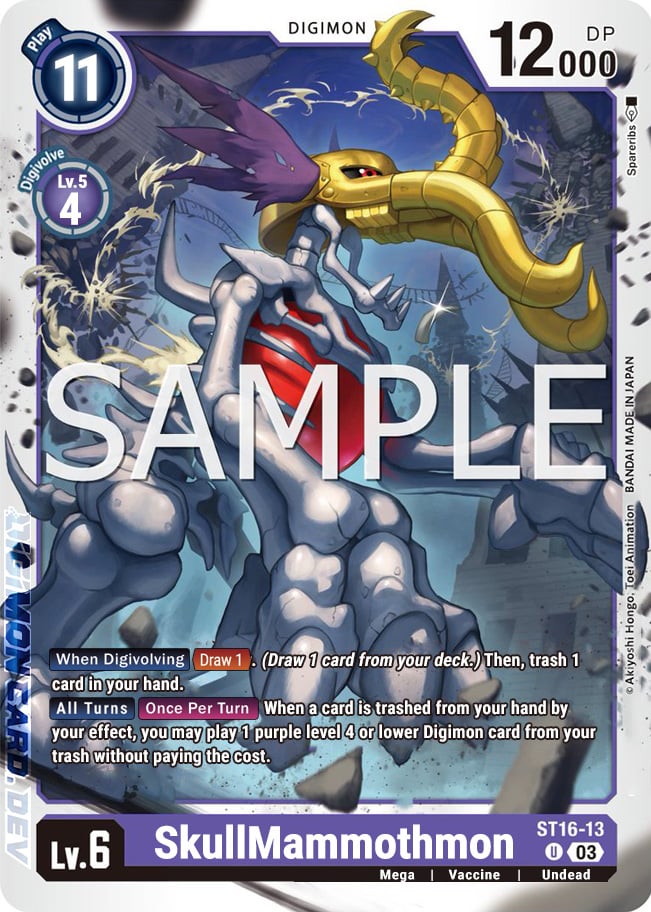 Play
11
DIGIMON
12000
DP
Digivolve
Lv.5
4
Spareribs
SAMPLE
© Akiyoshi Hongo, Toei Animation BANDAI MADE IN JAPAN
DIGIMONCARD.DEV
When Digivolving Draw 1. (Draw 1 card from your deck.) Then, trash 1
card in your hand.
All Turns Once Per Turn When a card is trashed from your hand by
your effect, you may play 1 purple level 4 or lower Digimon card from your
trash without paying the cost.
Lv.6
SkullMammothmon
ST16-13
U 03
Mega | Vaccine | Undead